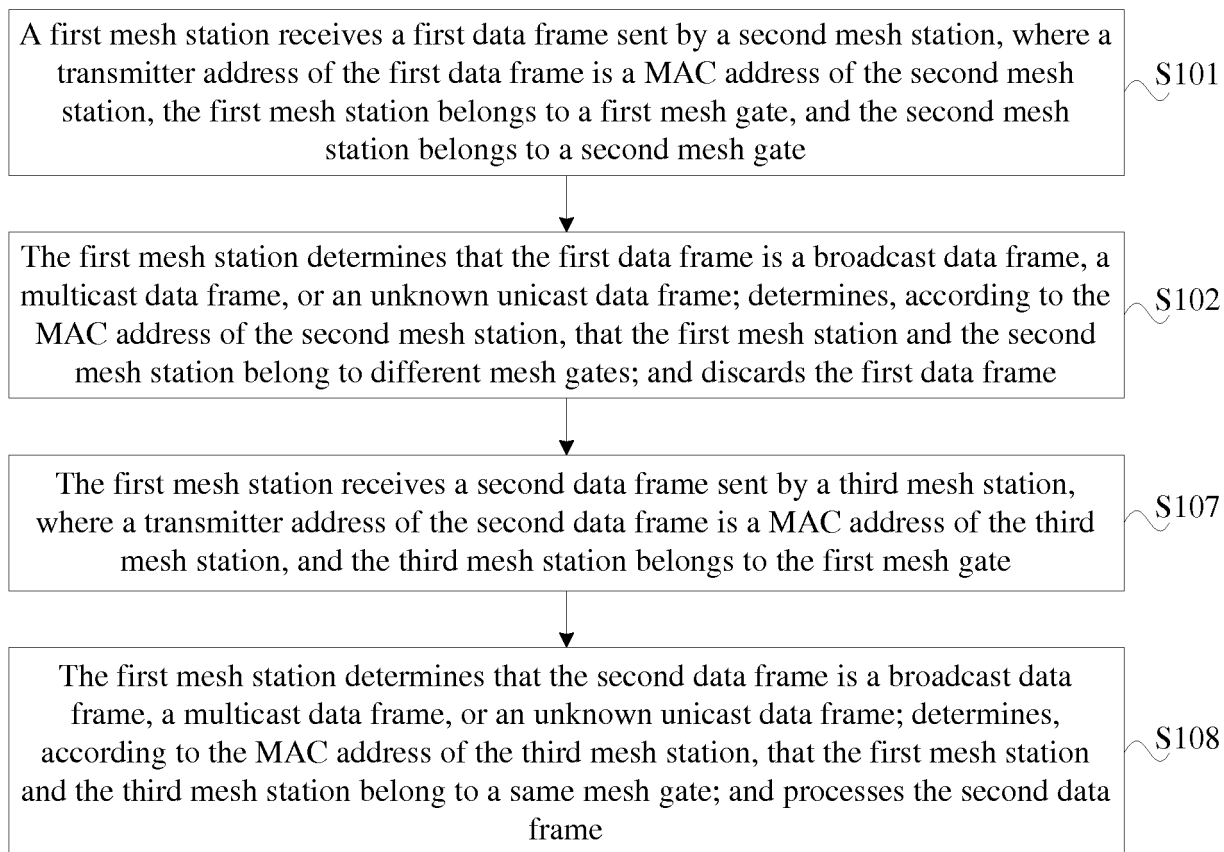 A first mesh station receives a first data frame sent by a second mesh station, where a
transmitter address of the first data frame is a MAC address of the second mesh
station, the first mesh station belongs to a first mesh gate, and the second mesh
station belongs to a second mesh gate
S101
The first mesh station determines that the first data frame is a broadcast data frame, a
multicast data frame, or an unknown unicast data frame; determines, according to the
MAC address of the second mesh station, that the first mesh station and the second
mesh station belong to different mesh gates; and discards the first data frame
S102
The first mesh station receives a second data frame sent by a third mesh station,
where a transmitter address of the second data frame is a MAC address of the third
mesh station, and the third mesh station belongs to the first mesh gate
S107
The first mesh station determines that the second data frame is a broadcast data
frame, a multicast data frame, or an unknown unicast data frame; determines,
according to the MAC address of the third mesh station, that the first mesh station
and the third mesh station belong to a same mesh gate; and processes the second data
frame
S108